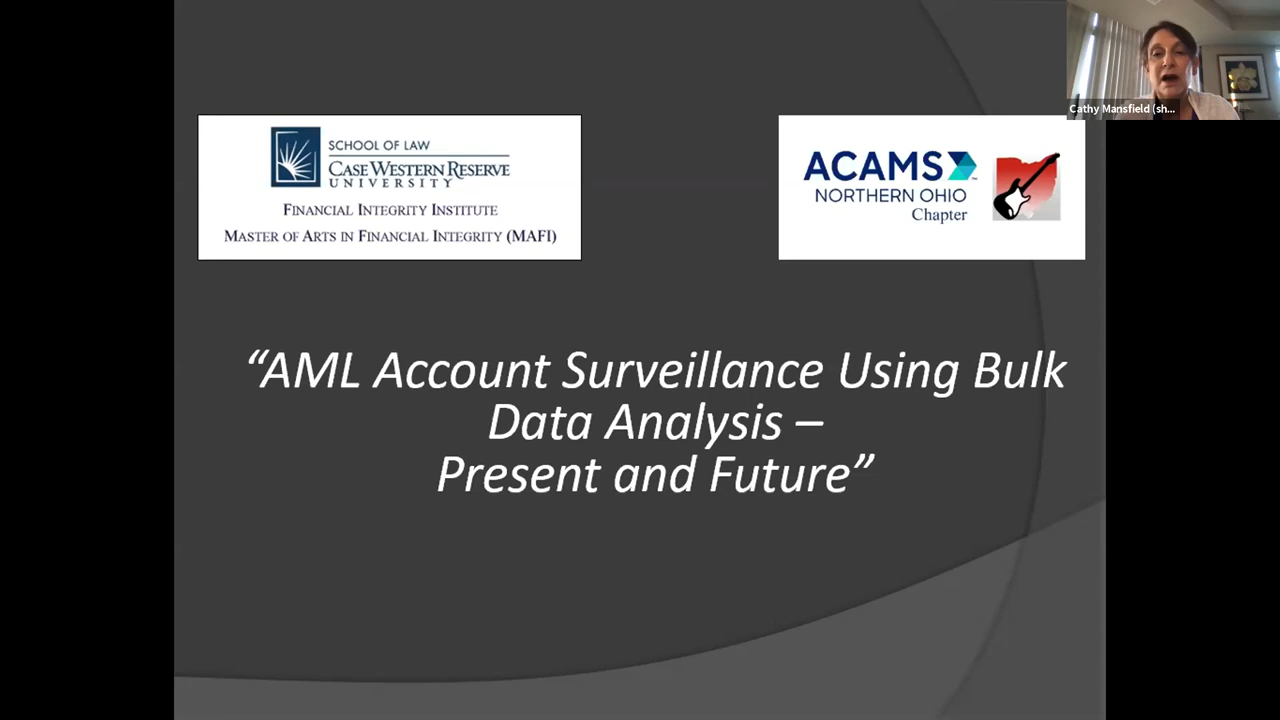 SCHOOL OF LAW
CASE WESTERN RESERVE
UNIVERSITY
FINANCIAL INTEGRITY INSTITUTE
MASTER OF ARTS IN FINANCIAL INTEGRITY (MAFI)
ACAMS™
NORTHERN OHIO
Chapter
Cathy Mansfield (sh...
“AML Account Surveillance Using Bulk
Data Analysis –
Present and Future”